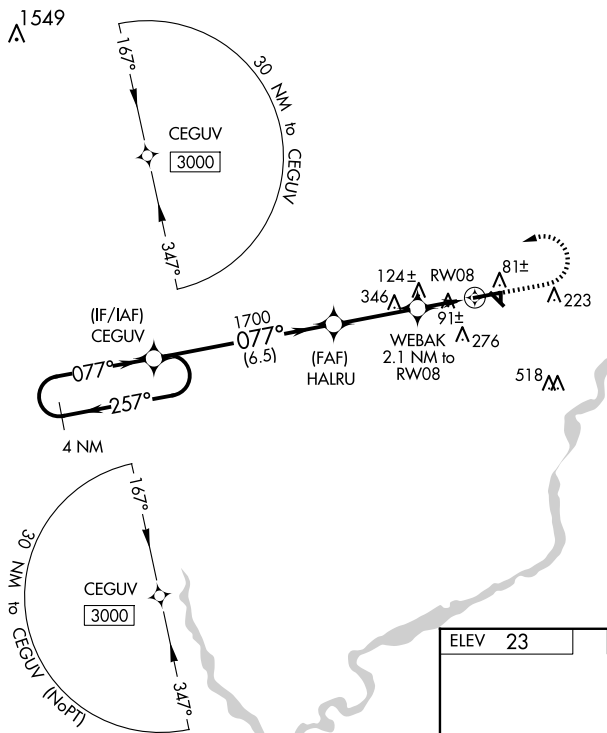 1549
167°
30 NM to CEGUV
CEGUV
3000
347°
(IF/IAF)
CEGUV
1700
077°
(6.5)
(FAF)
HALRU
346
124±
RW08
81±
223
91±
276
WEBAK
2.1 NM to
RW08
518
077°
257°
4 NM
167°
30 NM to CEGUV (NoPT)
CEGUV
3000
347°
ELEV 23